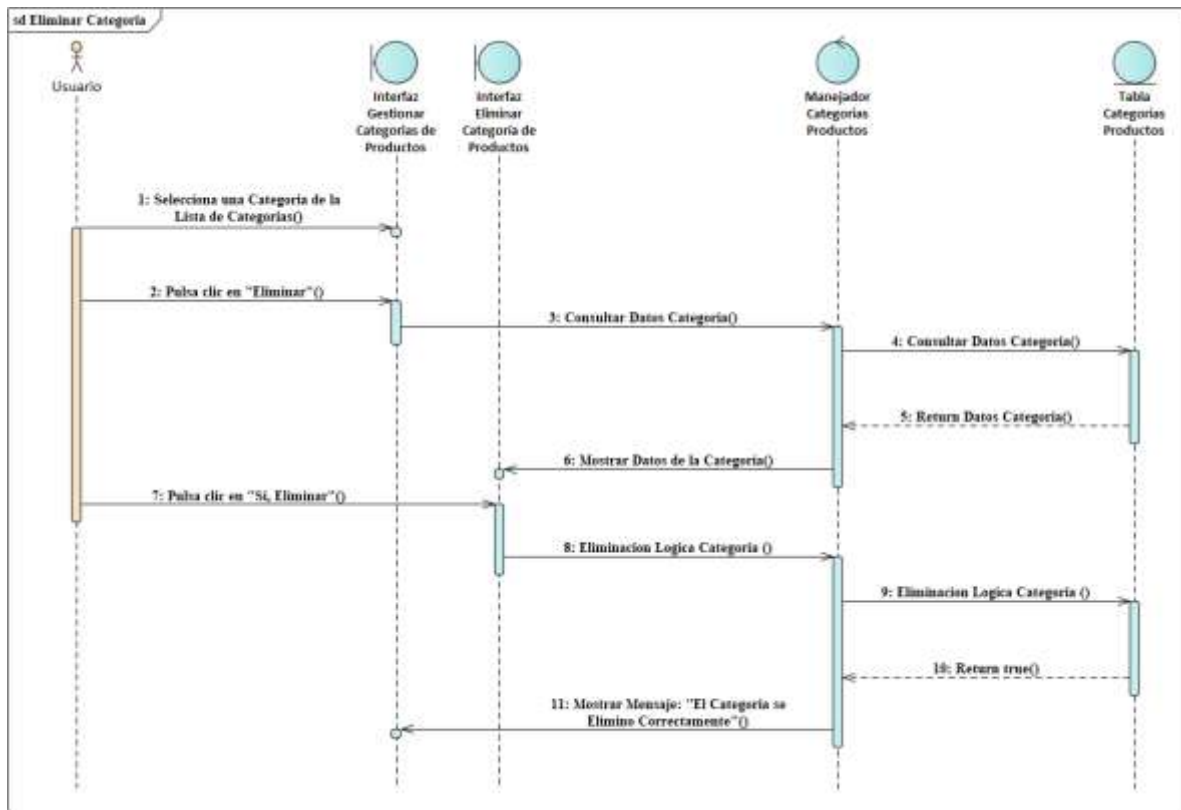 sd Eliminar Categoria
Usuario
Interfaz
Gestionar
Categorias de
Productos
Interfaz
Eliminar
Categoria de
Productos
Manejador
Categorias
Productos
Tabla
Categorias
Productos
1: Selecciona una Categoria de la
Lista de Categorias()
2: Pulsa clic en "Eliminar"()
3: Consultar Datos Categoria()
4: Consultar Datos Categoria()
5: Return Datos Categoria()
6: Mostrar Datos de la Categoria()
7: Pulsa clic en "Si, Eliminar"()
8: Eliminacion Logica Categoria ()
9: Eliminacion Logica Categoria ()
10: Return true()
11: Mostrar Mensaje: "El Categoria se
Elimino Correctamente"()